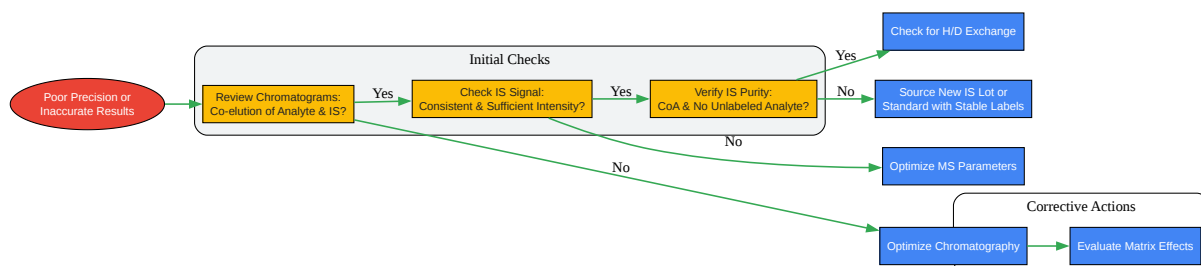 Initial Checks
Poor Precision or
Inaccurate Results
Review Chromatograms:
Co-elution of Analyte & IS?
Yes
Check IS Signal:
Consistent & Sufficient Intensity?
Yes
Verify IS Purity:
CoA & No Unlabeled Analyte?
Yes
Check for H/D Exchange
No
Source New IS Lot or
Standard with Stable Labels
No
Optimize MS Parameters
No
Corrective Actions
Optimize Chromatography
Evaluate Matrix Effects